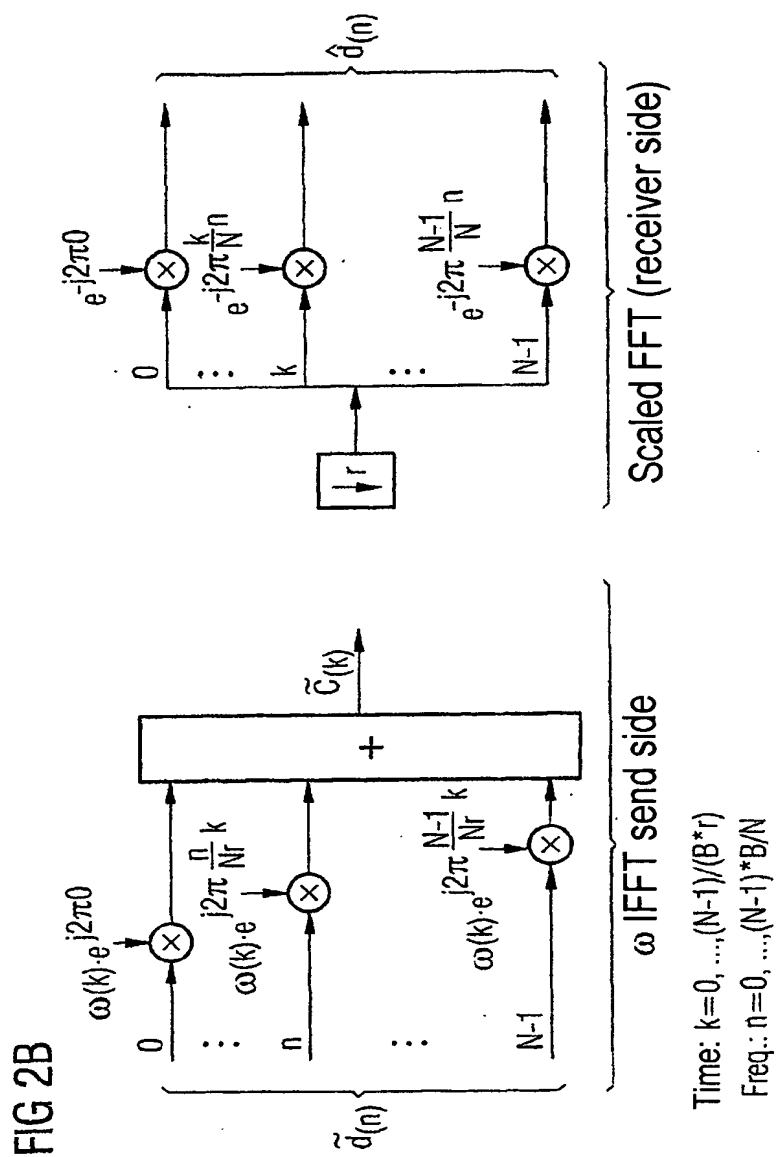 FIG 2B
d̃(n)
0
ω(k)·e^j2π0
...
n
ω(k)·e^j2π n/Nr k
...
N-1
ω(k)·e^j2π N-1/Nr k
+
C̃(k)
ω IFFT send side
Time: k=0, ...,(N-1)/(B*r)
Freq.: n=0, ...,(N-1)*B/N
↓r
0
e^-j2π0
...
k
e^-j2π k/N n
...
N-1
e^-j2π N-1/N n
d̂(n)
Scaled FFT (receiver side)